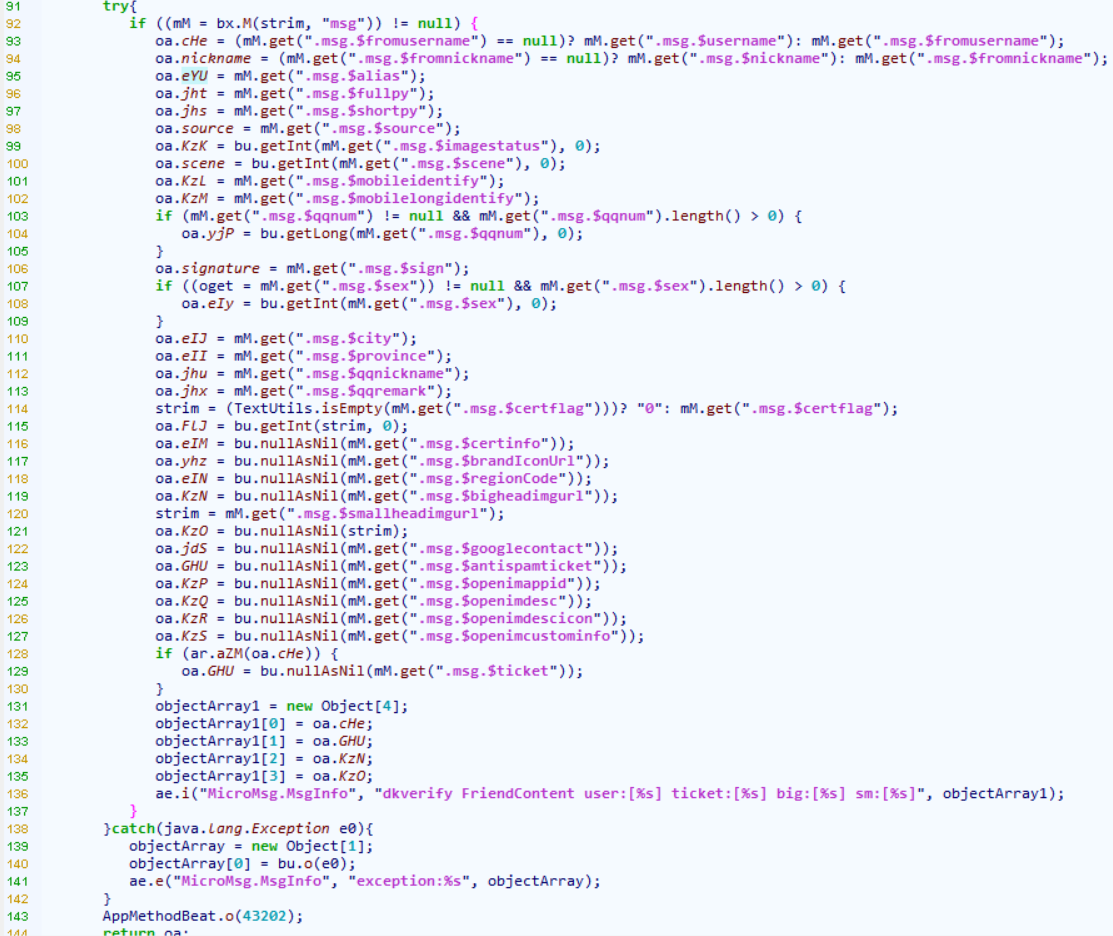 91 try{
92 if ((mM = bx.M(strim, "msg")) != null) {
93 oa.cHe = (mM.get(".msg.$fromusername") == null)? mM.get(".msg.$username"): mM.get(".msg.$fromusername");
94 oa.nickname = (mM.get(".msg.$fromnickname") == null)? mM.get(".msg.$nickname"): mM.get(".msg.$fromnickname");
95 oa.eYU = mM.get(".msg.$alias");
96 oa.jht = mM.get(".msg.$fullpy");
97 oa.jhs = mM.get(".msg.$shortpy");
98 oa.source = mM.get(".msg.$source");
99 oa.KzK = bu.getInt(mM.get(".msg.$imagestatus"), 0);
100 oa.scene = bu.getInt(mM.get(".msg.$scene"), 0);
101 oa.KzL = mM.get(".msg.$mobileidentify");
102 oa.KzM = mM.get(".msg.$mobilelongidentify");
103 if (mM.get(".msg.$qqnum") != null && mM.get(".msg.$qqnum").length() > 0) {
104 oa.yjP = bu.getLong(mM.get(".msg.$qqnum"), 0);
105 }
106 oa.signature = mM.get(".msg.$sign");
107 if ((oget = mM.get(".msg.$sex")) != null && mM.get(".msg.$sex").length() > 0) {
108 oa.eIy = bu.getInt(mM.get(".msg.$sex"), 0);
109 }
110 oa.eIJ = mM.get(".msg.$city");
111 oa.eII = mM.get(".msg.$province");
112 oa.jhu = mM.get(".msg.$qqnickname");
113 oa.jhx = mM.get(".msg.$qqremark");
114 strim = (TextUtils.isEmpty(mM.get(".msg.$certflag")))? "0": mM.get(".msg.$certflag");
115 oa.FlJ = bu.getInt(strim, 0);
116 oa.eIM = bu.nullAsNil(mM.get(".msg.$certinfo"));
117 oa.yhz = bu.nullAsNil(mM.get(".msg.$brandIconUrl"));
118 oa.eIN = bu.nullAsNil(mM.get(".msg.$regionCode"));
119 oa.KzN = bu.nullAsNil(mM.get(".msg.$bigheadimgurl"));
120 strim = mM.get(".msg.$smallheadimgurl");
121 oa.KzO = bu.nullAsNil(strim);
122 oa.jdS = bu.nullAsNil(mM.get(".msg.$googlecontact"));
123 oa.GHU = bu.nullAsNil(mM.get(".msg.$antispamticket"));
124 oa.KzP = bu.nullAsNil(mM.get(".msg.$openimappid"));
125 oa.KzQ = bu.nullAsNil(mM.get(".msg.$openimdesc"));
126 oa.KzR = bu.nullAsNil(mM.get(".msg.$openimdescicon"));
127 oa.KzS = bu.nullAsNil(mM.get(".msg.$openimcustominfo"));
128 if (ar.aZM(oa.cHe)) {
129 oa.GHU = bu.nullAsNil(mM.get(".msg.$ticket"));
130 }
131 objectArray1 = new Object[4];
132 objectArray1[0] = oa.cHe;
133 objectArray1[1] = oa.GHU;
134 objectArray1[2] = oa.KzN;
135 objectArray1[3] = oa.KzO;
136 ae.i("MicroMsg.MsgInfo", "dkverify FriendContent user:[%s] ticket:[%s] big:[%s] sm:[%s]", objectArray1);
137 }
138 }catch(java.lang.Exception e0){
139 objectArray = new Object[1];
140 objectArray[0] = bu.o(e0);
141 ae.e("MicroMsg.MsgInfo", "exception:%s", objectArray);
142 }
143 AppMethodBeat.o(43202);
144 return oa;